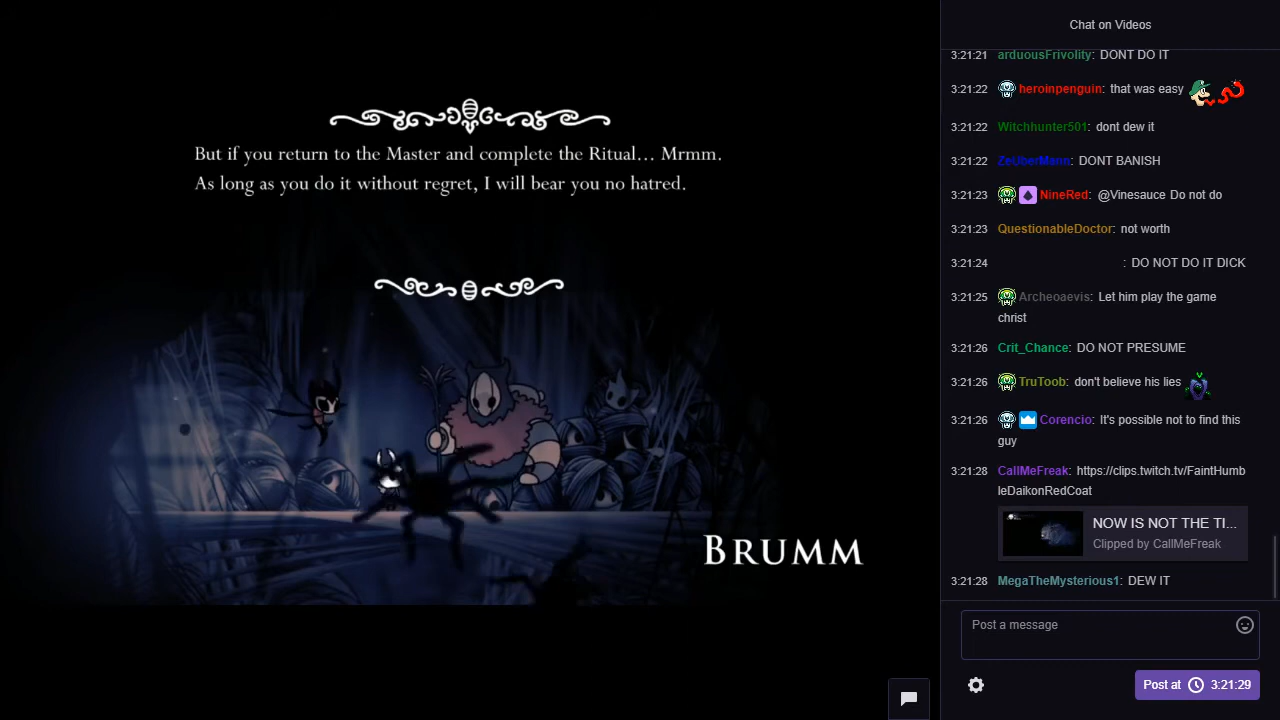 But if you return to the Master and complete the Ritual... Mrmm.
As long as you do it without regret, I will bear you no hatred.
BRUMM
Chat on Videos
3:21:21 arduousFrivolity: DONT DO IT
3:21:22 heroinpenguin: that was easy
3:21:22 Witchhunter501: dont dew it
3:21:22 ZeUberMann: DONT BANISH
3:21:23 NineRed: @Vinesauce Do not do
3:21:23 QuestionableDoctor: not worth
3:21:24 : DO NOT DO IT DICK
3:21:25 Archeoaevis: Let him play the game
christ
3:21:26 Crit_Chance: DO NOT PRESUME
3:21:26 TruToob: don't believe his lies
3:21:26 Corencio: It's possible not to find this
guy
3:21:28 CallMeFreak: https://clips.twitch.tv/FaintHumb
leDaikonRedCoat
NOW IS NOT THE TI...
Clipped by CallMeFreak
3:21:28 MegaTheMysterious1: DEW IT
Post a message
Post at 3:21:29